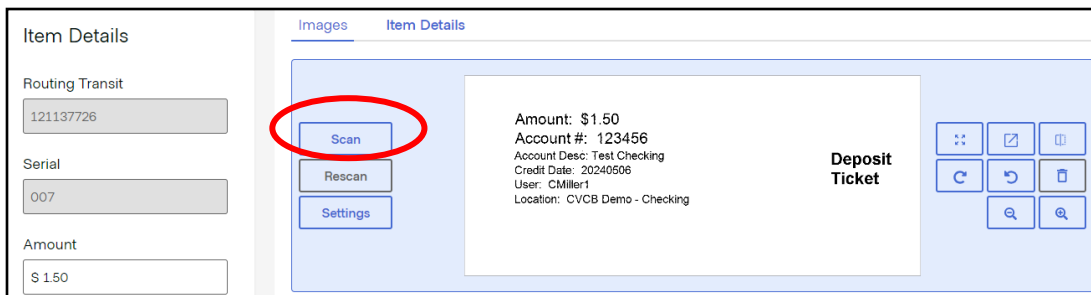 Item Details
Routing Transit
121137726
Serial
007
Amount
$ 1.50
Images Item Details
Scan
Rescan
Settings
Amount: $1.50
Account #: 123456
Account Desc: Test Checking
Credit Date: 20240506
User: CMiller1
Location: CVCB Demo - Checking
Deposit
Ticket